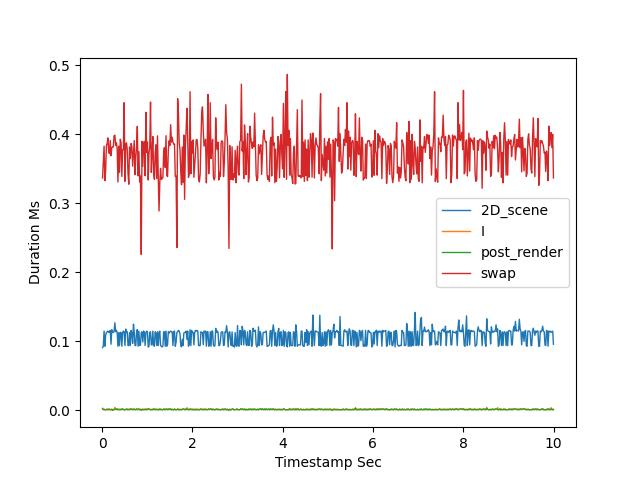 0.5
0.4
0.3
0.2
0.1
0.0
Duration Ms
2D_scene
I
post_render
swap
0
2
4
6
8
10
Timestamp Sec